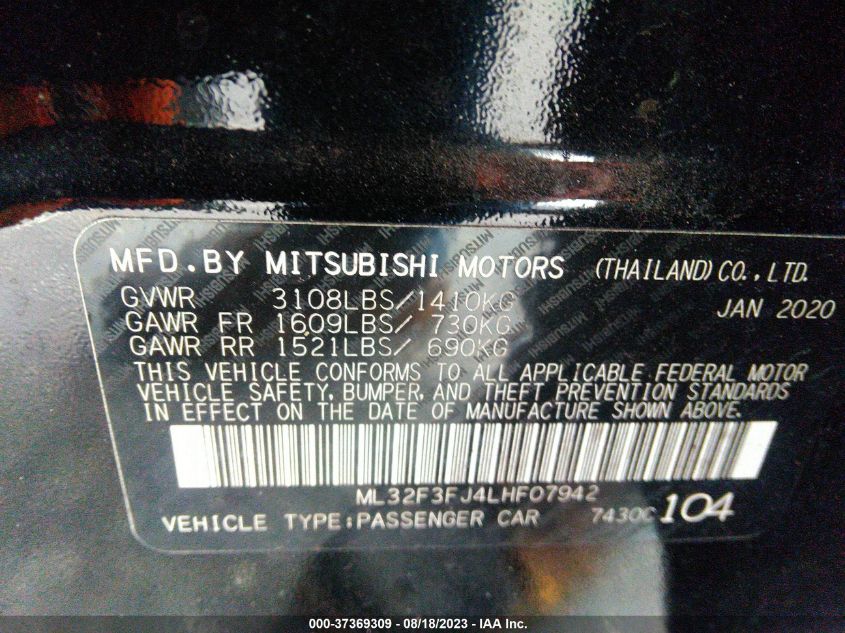 MFD.BY MITSUBISHI MOTORS (THAILAND) CO., LTD.
GVWR 3108LBS/1410KG JAN 2020
GAWR FR 1609LBS/ 730KG
GAWR RR 1521LBS/ 690KG
THIS VEHICLE CONFORMS TO ALL APPLICABLE FEDERAL MOTOR
VEHICLE SAFETY, BUMPER, AND THEFT PREVENTION STANDARDS
IN EFFECT ON THE DATE OF MANUFACTURE SHOWN ABOVE.
ML32F3FJ4LHF07942
VEHICLE TYPE:PASSENGER CAR 7430C 104
000-37369309 - 08/18/2023 - IAA Inc.